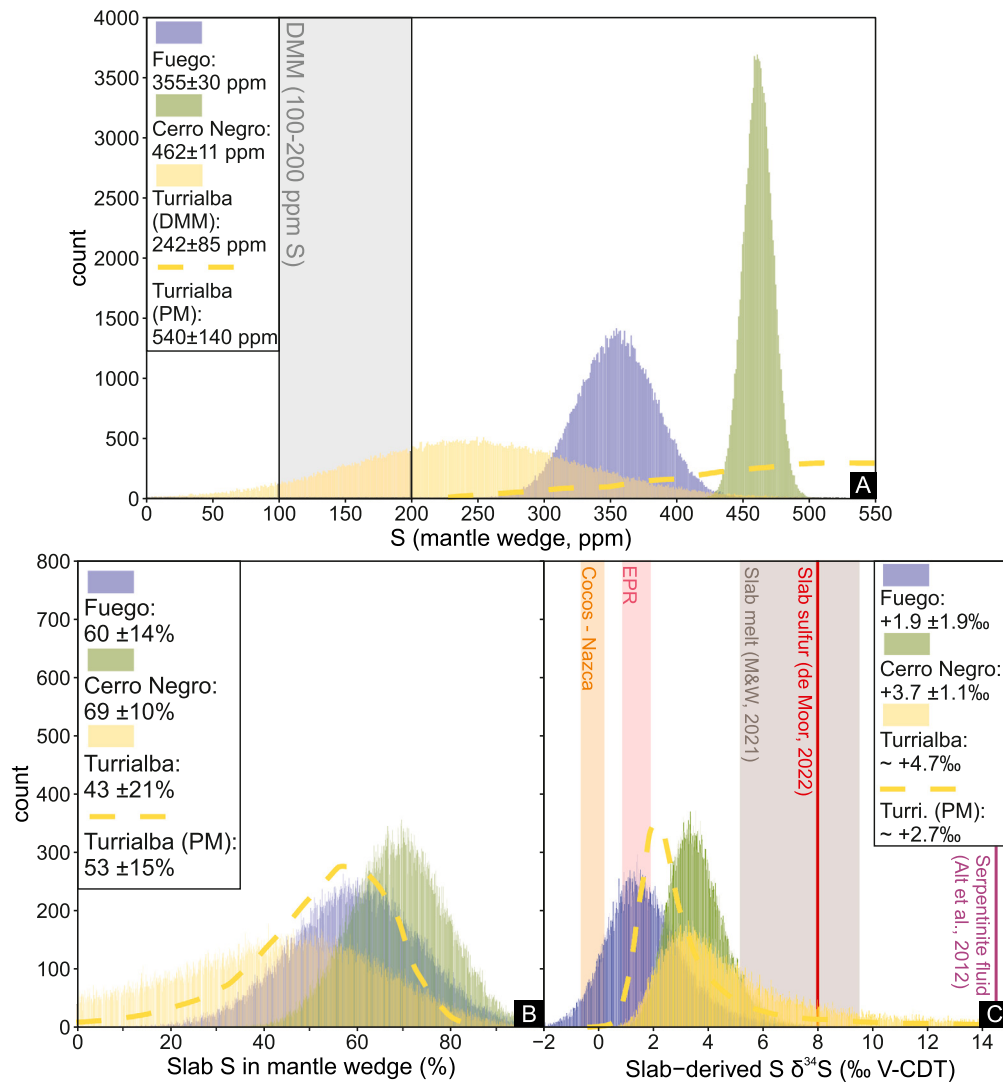 4000
3500
3000
2500
2000
1500
1000
500
0
count
Fuego:
355±30 ppm
Cerro Negro:
462±11 ppm
Turrialba
(DMM):
242±85 ppm
Turrialba
(PM):
540±140 ppm
DMM (100-200 ppm S)
A
0 50 100 150 200 250 300 350 400 450 500 550
S (mantle wedge, ppm)
800
700
600
500
400
300
200
100
0
count
Fuego:
60 ±14%
Cerro Negro:
69 ±10%
Turrialba:
43 ±21%
Turrialba (PM):
53 ±15%
B
0 20 40 60 80
Slab S in mantle wedge (%)
Cocos - Nazca
EPR
Slab melt (M&W, 2021)
Slab sulfur (de Moor, 2022)
Fuego:
+1.9 ±1.9‰
Cerro Negro:
+3.7 ±1.1‰
Turrialba:
~ +4.7‰
Turri. (PM):
~ +2.7‰
Serpentinite fluid
(Alt et al., 2012)
C
−2 0 2 4 6 8 10 12 14
Slab−derived S δ³⁴S (‰ V-CDT)